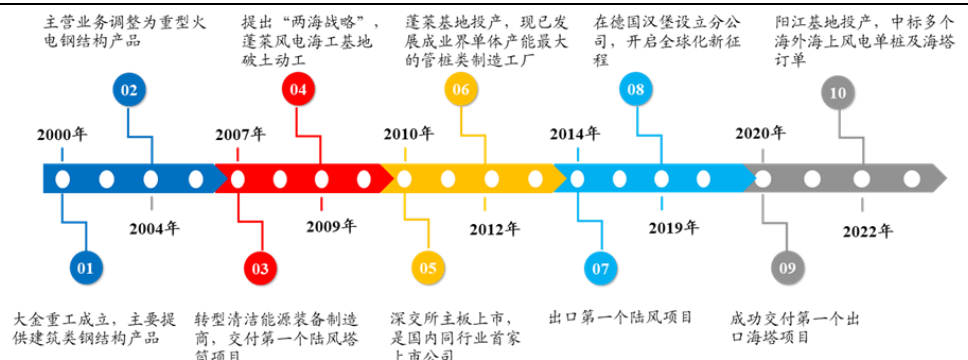 主营业务调整为重型火
电钢结构产品
提出“两海战略”,
蓬莱风电海工基地
破土动工
蓬莱基地投产，现已发
展成业界单体产能最大
的管桩类制造工厂
在德国汉堡设立分公
司，开启全球化新征
程
阳江基地投产，中标多个
海外海上风电单桩及海塔
订单
02
04
06
08
10
2000年
2007年
2010年
2014年
2020年
2004年
2009年
2012年
2019年
2022年
01
03
05
07
09
大金重工成立，主要提
供建筑类钢结构产品
转型清洁能源装备制造
商，交付第一个陆风塔
筒项目
深交所主板上市，
是国内同行业首家
上市公司
出口第一个陆风项目
成功交付第一个出
口海塔项目